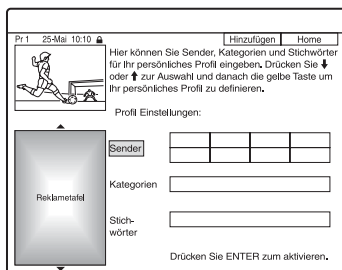 Pr 1 25-Mai 10:10 Hinzufügen Home
Hier können Sie Sender, Kategorien und Stichwörter
für Ihr persönliches Profil eingeben. Drücken Sie ⬇
oder ⬆ zur Auswahl und danach die gelbe Taste um
Ihr persönliches Profil zu definieren.
Profil Einstellungen:
Sender
Reklametafel
Kategorien
Stich-
wörter
Drücken Sie ENTER zum aktivieren.